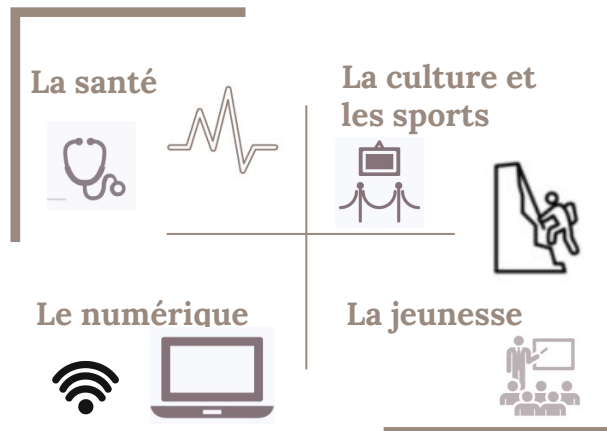 La santé
La culture et
les sports
Le numérique
La jeunesse